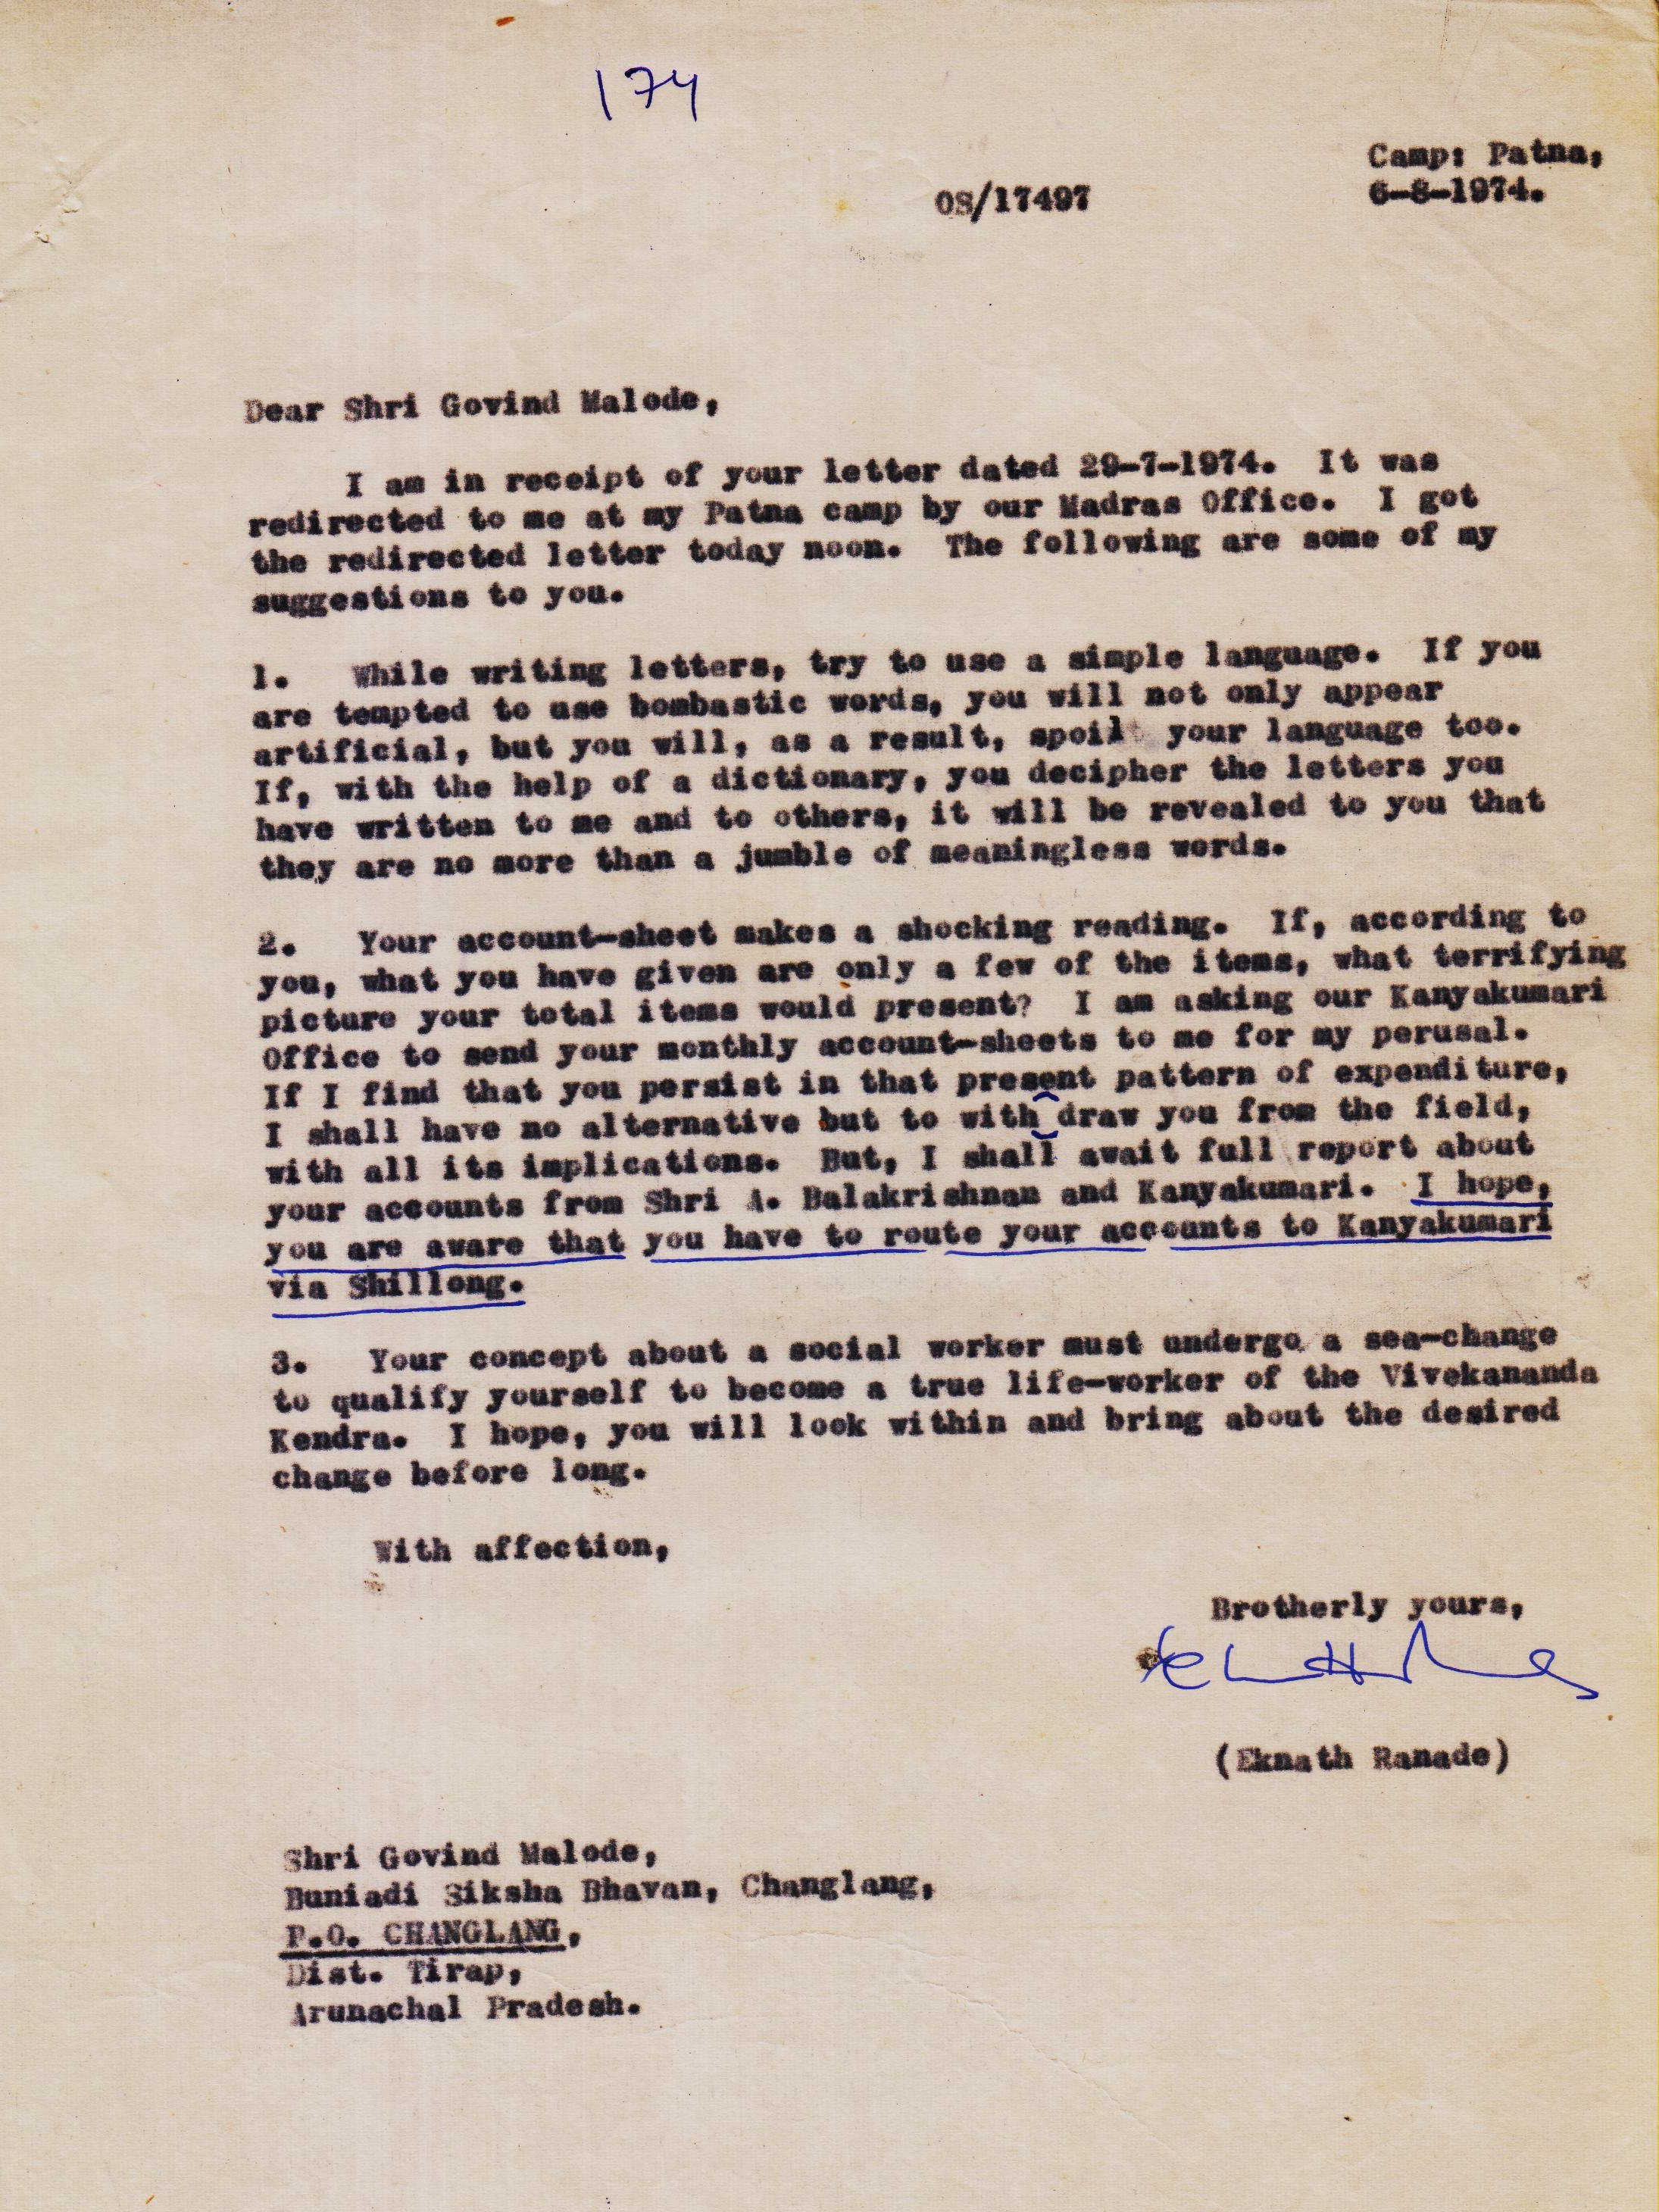 174
Camp: Patna,
OS/17497
6-8-1974.
Dear Shri Govind Malode,
I am in receipt of your letter dated 29-7-1974. It was
redirected to me at my Patna camp by our Madras Office. I got
the redirected letter today noon. The following are some of my
suggestions to you.
1. While writing letters, try to use a simple language. If you
are tempted to use bombastic words, you will not only appear
artificial, but you will, as a result, spoil your language too.
If, with the help of a dictionary, you decipher the letters you
have written to me and to others, it will be revealed to you that
they are no more than a jumble of meaningless words.
2. Your account-sheet makes a shocking reading. If, according to
you, what you have given are only a few of the items, what terrifying
picture your total items would present? I am asking our Kanyakumari
Office to send your monthly account-sheets to me for my perusal.
If I find that you persist in that present pattern of expenditure,
I shall have no alternative but to with draw you from the field,
with all its implications. But, I shall await full report about
your accounts from Shri A. Balakrishnan and Kanyakumari. I hope,
you are aware that you have to route your accounts to Kanyakumari
via Shillong.
3. Your concept about a social worker must undergo a sea-change
to qualify yourself to become a true life-worker of the Vivekananda
Kendra. I hope, you will look within and bring about the desired
change before long.
With affection,
Brotherly yours,
(Eknath Ranade)
Shri Govind Malode,
Buniadi Siksha Bhavan, Changlang,
P.O. CHANGLANG,
Dist. Tirap,
Arunachal Pradesh.